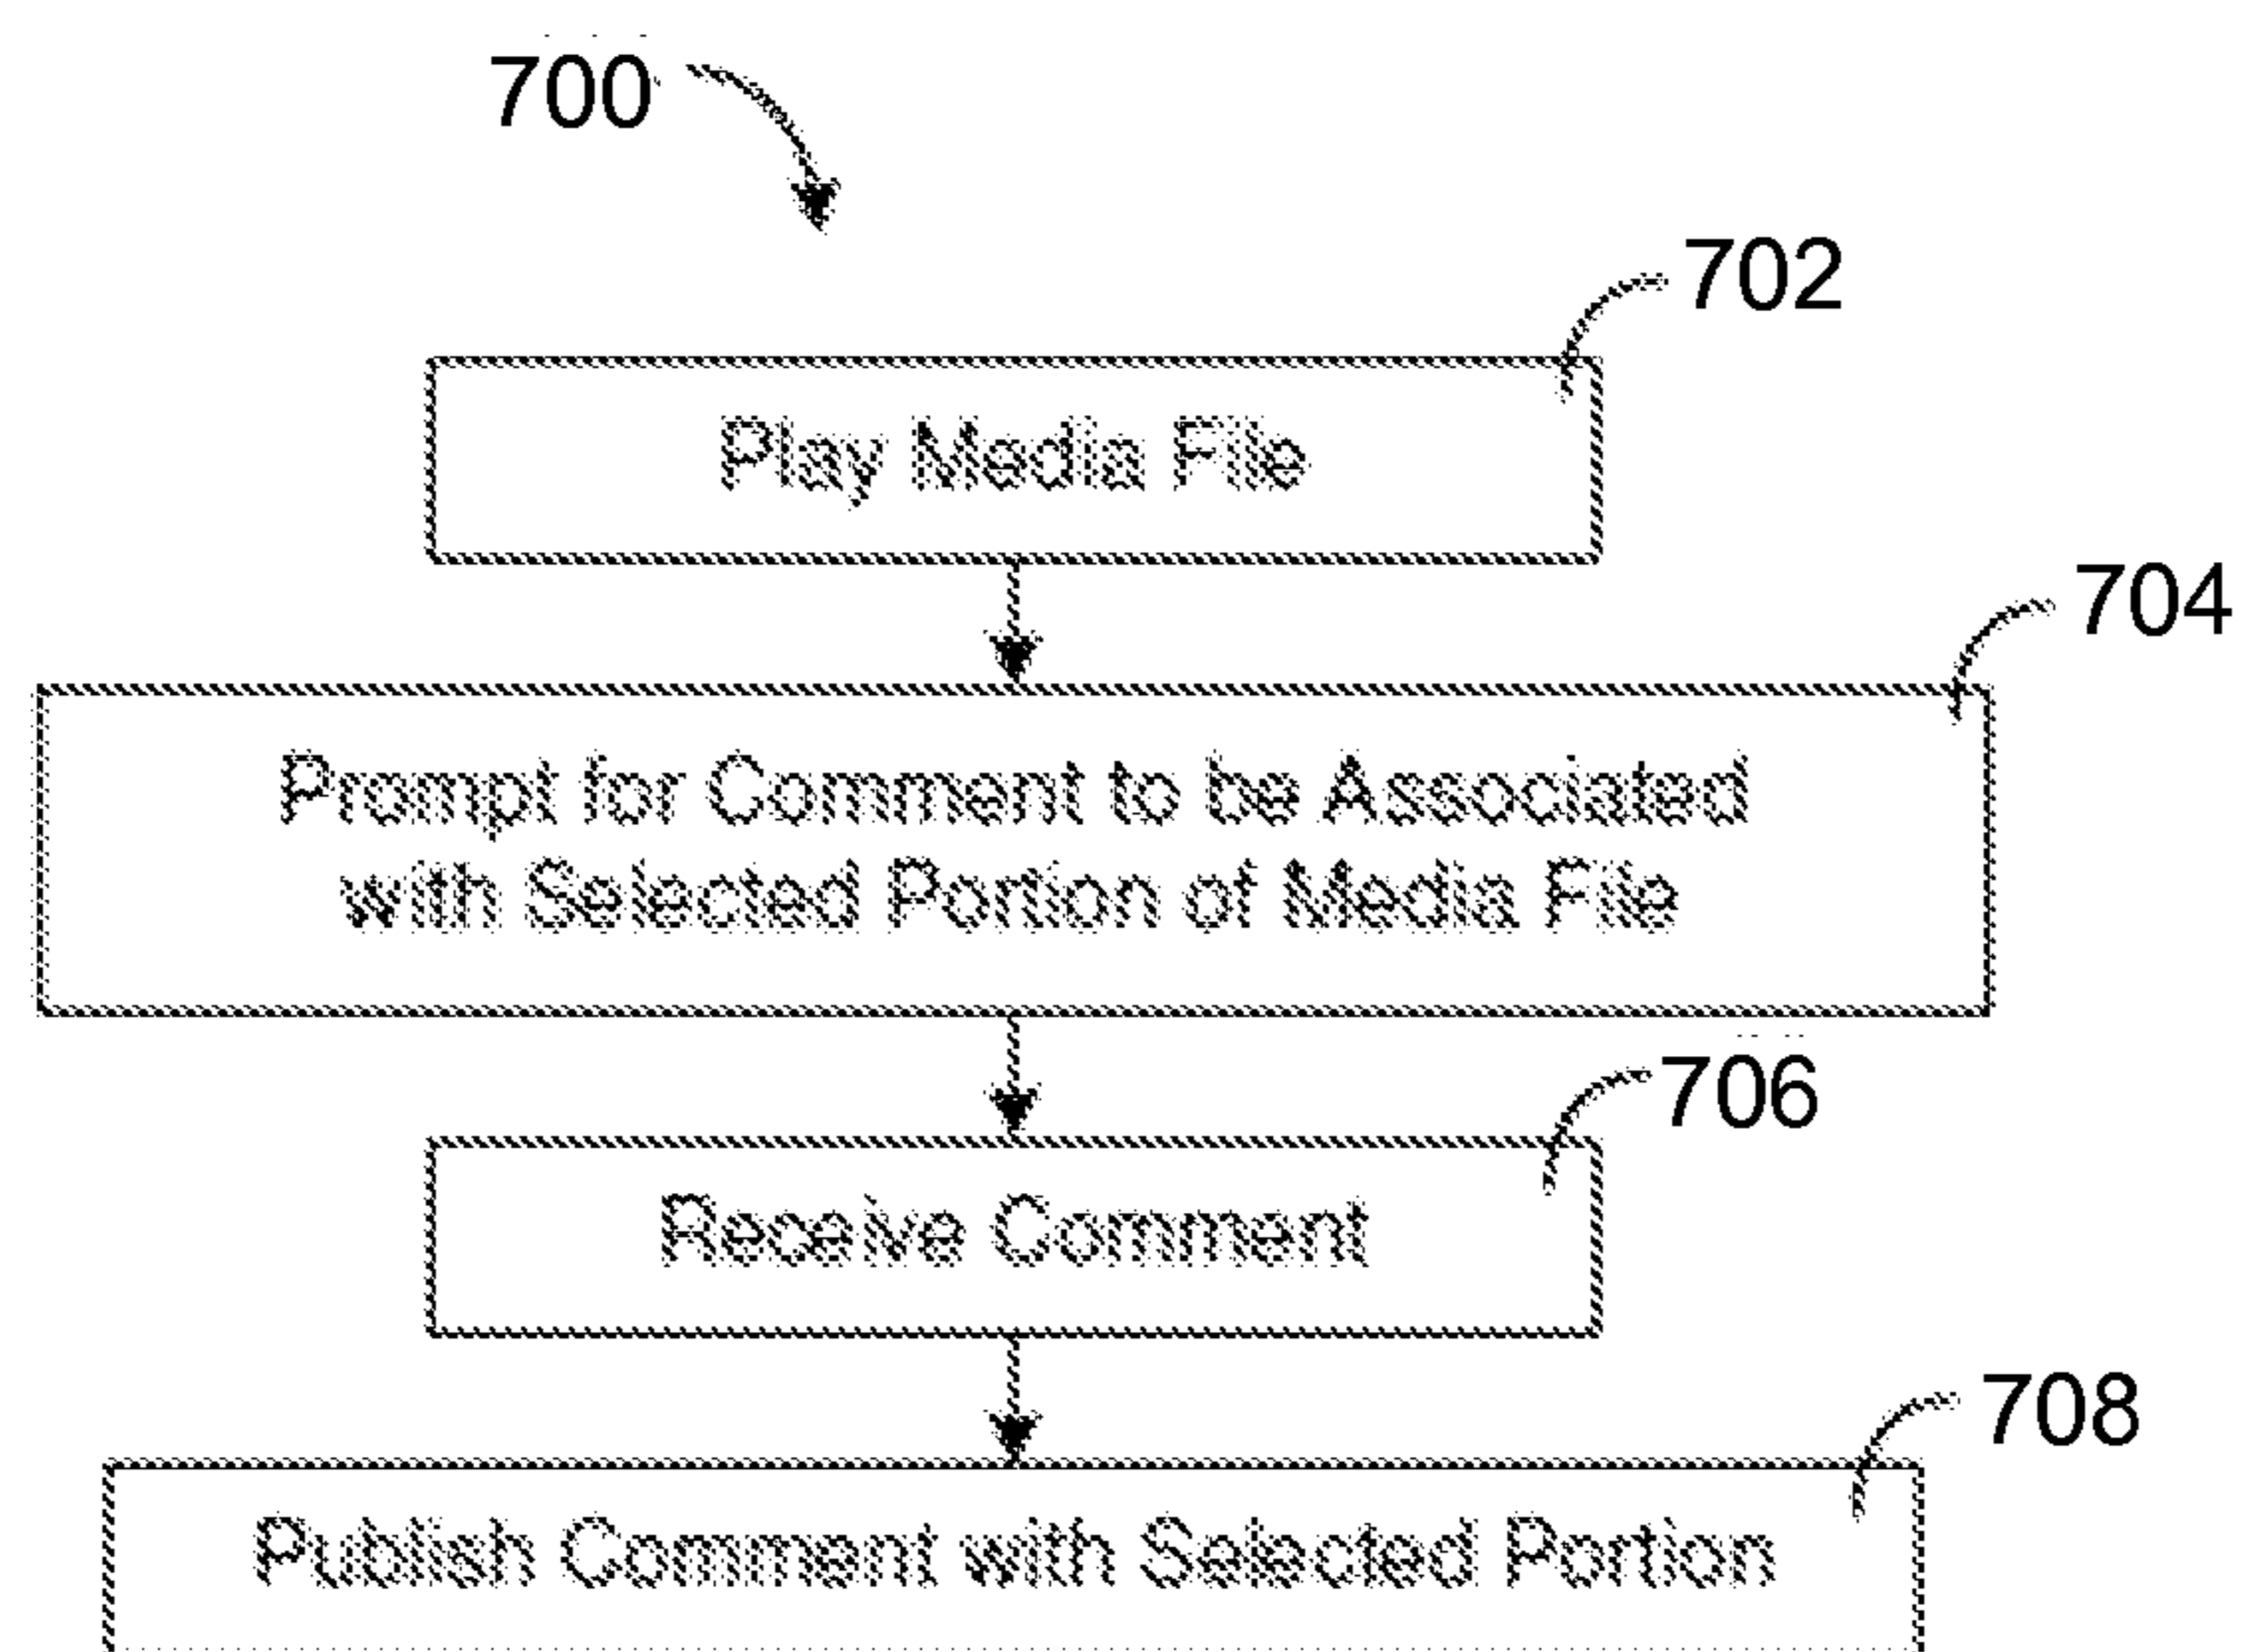 700
702
Play Media File
704
Prompt for Comment to be Associated
with Selected Portion of Media File
706
Receive Comment
708
Publish Comment with Selected Portion